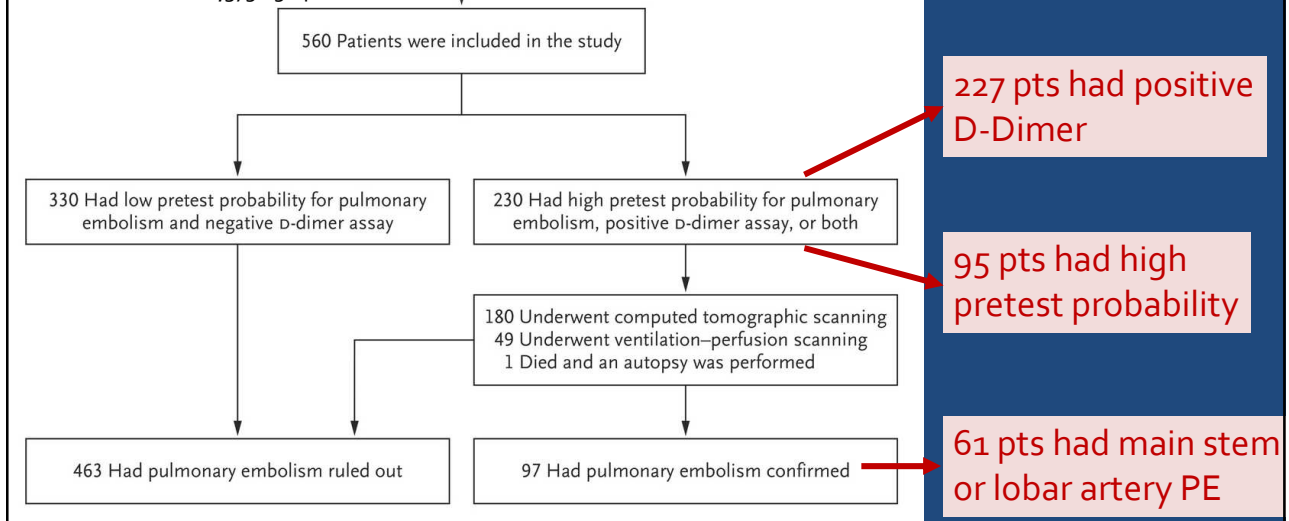 560 Patients were included in the study
227 pts had positive
D-Dimer
330 Had low pretest probability for pulmonary
embolism and negative D-dimer assay
230 Had high pretest probability for pulmonary
embolism, positive D-dimer assay, or both
95 pts had high
pretest probability
180 Underwent computed tomographic scanning
49 Underwent ventilation–perfusion scanning
1 Died and an autopsy was performed
463 Had pulmonary embolism ruled out
97 Had pulmonary embolism confirmed
61 pts had main stem
or lobar artery PE